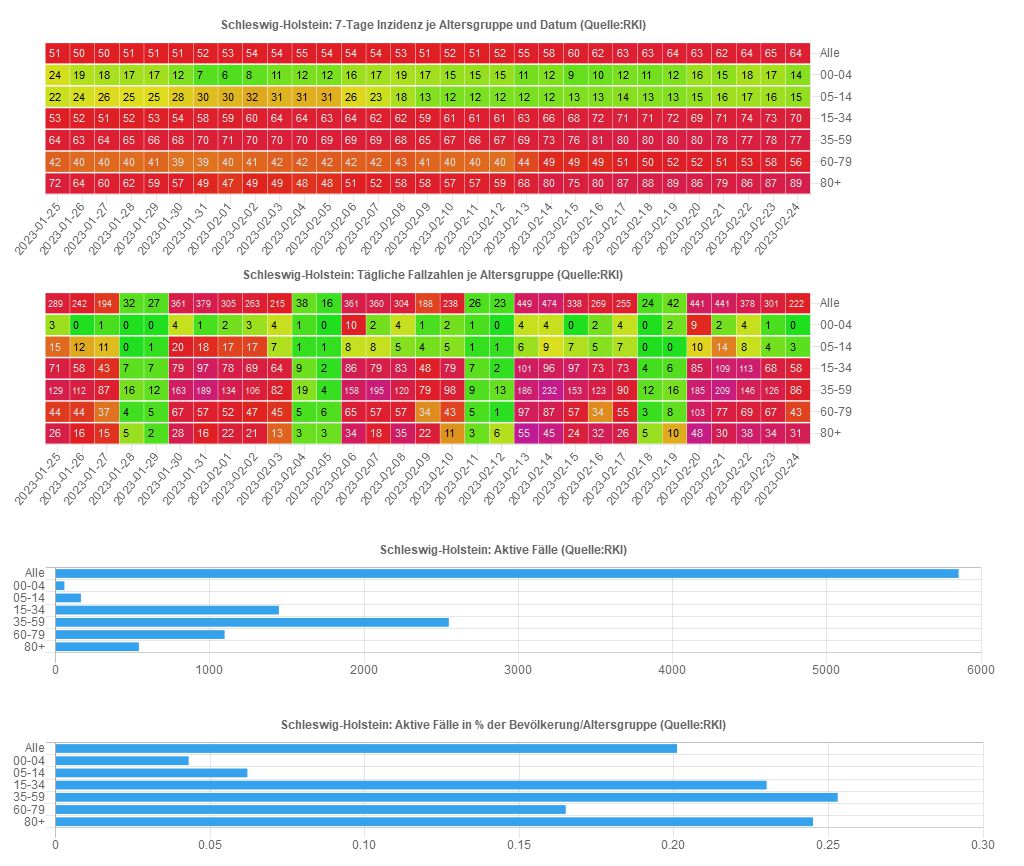 Schleswig-Holstein: 7-Tage Inzidenz je Altersgruppe und Datum (Quelle:RKI)
51 50 50 51 51 51 52 53 54 54 55 54 54 54 53 51 52 51 52 55 58 60 62 63 63 64 63 62 64 65 64 Alle
24 19 18 17 17 12 7 6 8 11 12 12 16 17 19 17 15 15 15 11 12 9 10 12 11 12 16 15 18 17 14 00-04
22 24 26 25 25 28 30 30 32 31 31 31 26 23 18 13 12 12 12 12 12 13 13 14 13 13 15 16 17 16 15 05-14
53 52 51 52 53 54 58 59 60 64 64 63 64 62 62 59 61 61 61 63 66 68 72 71 71 72 69 71 74 73 70 15-34
64 63 64 65 66 68 70 71 70 70 70 69 69 69 68 65 67 66 67 69 73 76 81 80 80 80 80 78 77 78 77 35-59
42 40 40 40 41 39 39 40 41 42 42 42 42 42 43 41 40 40 40 44 49 49 49 51 50 52 52 51 53 58 56 60-79
72 64 60 62 59 57 49 47 49 49 48 48 51 52 58 58 57 57 59 68 80 75 80 87 88 89 86 79 86 87 89 80+
2023-01-25 2023-01-26 2023-01-27 2023-01-28 2023-01-29 2023-01-30 2023-01-31 2023-02-01 2023-02-02 2023-02-03 2023-02-04 2023-02-05 2023-02-06 2023-02-07 2023-02-08 2023-02-09 2023-02-10 2023-02-11 2023-02-12 2023-02-13 2023-02-14 2023-02-15 2023-02-16 2023-02-17 2023-02-18 2023-02-19 2023-02-20 2023-02-21 2023-02-22 2023-02-23 2023-02-24
Schleswig-Holstein: Tägliche Fallzahlen je Altersgruppe (Quelle:RKI)
289 242 194 32 27 361 379 305 263 215 38 16 361 360 304 188 238 26 23 449 474 338 269 255 24 42 441 441 378 301 222 Alle
3 0 1 0 0 4 1 2 3 4 1 0 10 2 4 1 2 1 0 4 4 0 2 4 0 2 9 2 4 1 0 00-04
15 12 11 0 1 20 18 17 17 7 1 1 8 8 5 4 5 1 1 6 9 7 5 7 0 0 10 14 8 4 3 05-14
71 58 43 7 7 79 97 78 69 64 9 2 86 79 83 48 79 7 2 101 96 97 73 73 4 6 85 109 113 68 58 15-34
129 112 87 16 12 163 189 134 106 82 19 4 158 195 120 79 98 9 13 186 232 153 123 90 12 16 185 209 146 126 86 35-59
44 44 37 4 5 67 57 52 47 45 5 6 65 57 57 34 43 5 1 97 87 57 34 55 3 8 103 77 69 67 43 60-79
26 16 15 5 2 28 16 22 21 13 3 3 34 18 35 22 11 3 6 55 45 24 32 26 5 10 48 30 38 34 31 80+
2023-01-25 2023-01-26 2023-01-27 2023-01-28 2023-01-29 2023-01-30 2023-01-31 2023-02-01 2023-02-02 2023-02-03 2023-02-04 2023-02-05 2023-02-06 2023-02-07 2023-02-08 2023-02-09 2023-02-10 2023-02-11 2023-02-12 2023-02-13 2023-02-14 2023-02-15 2023-02-16 2023-02-17 2023-02-18 2023-02-19 2023-02-20 2023-02-21 2023-02-22 2023-02-23 2023-02-24
Schleswig-Holstein: Aktive Fälle (Quelle:RKI)
Alle
00-04
05-14
15-34
35-59
60-79
80+
0 1000 2000 3000 4000 5000 6000
Schleswig-Holstein: Aktive Fälle in % der Bevölkerung/Altersgruppe (Quelle:RKI)
Alle
00-04
05-14
15-34
35-59
60-79
80+
0 0.05 0.10 0.15 0.20 0.25 0.30